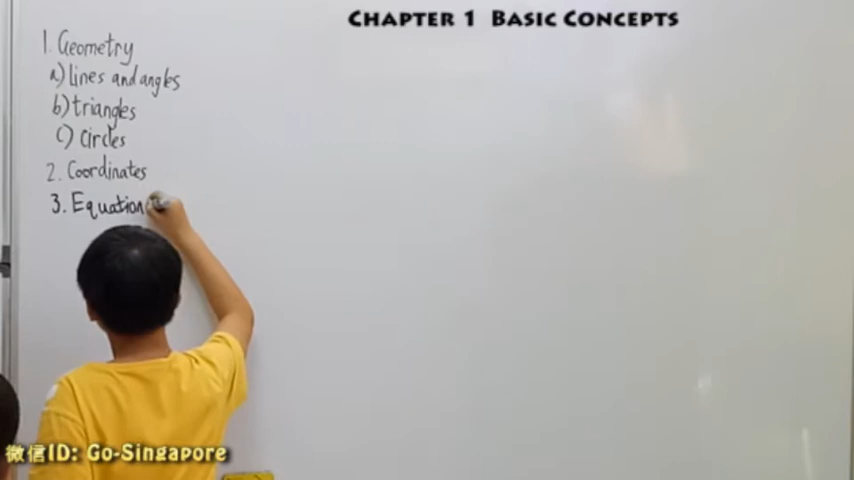 CHAPTER 1 BASIC CONCEPTS
1. Geometry
a) lines and angles
b) triangles
c) Circles
2. Coordinates
3. Equation
微信ID: Go-Singapore